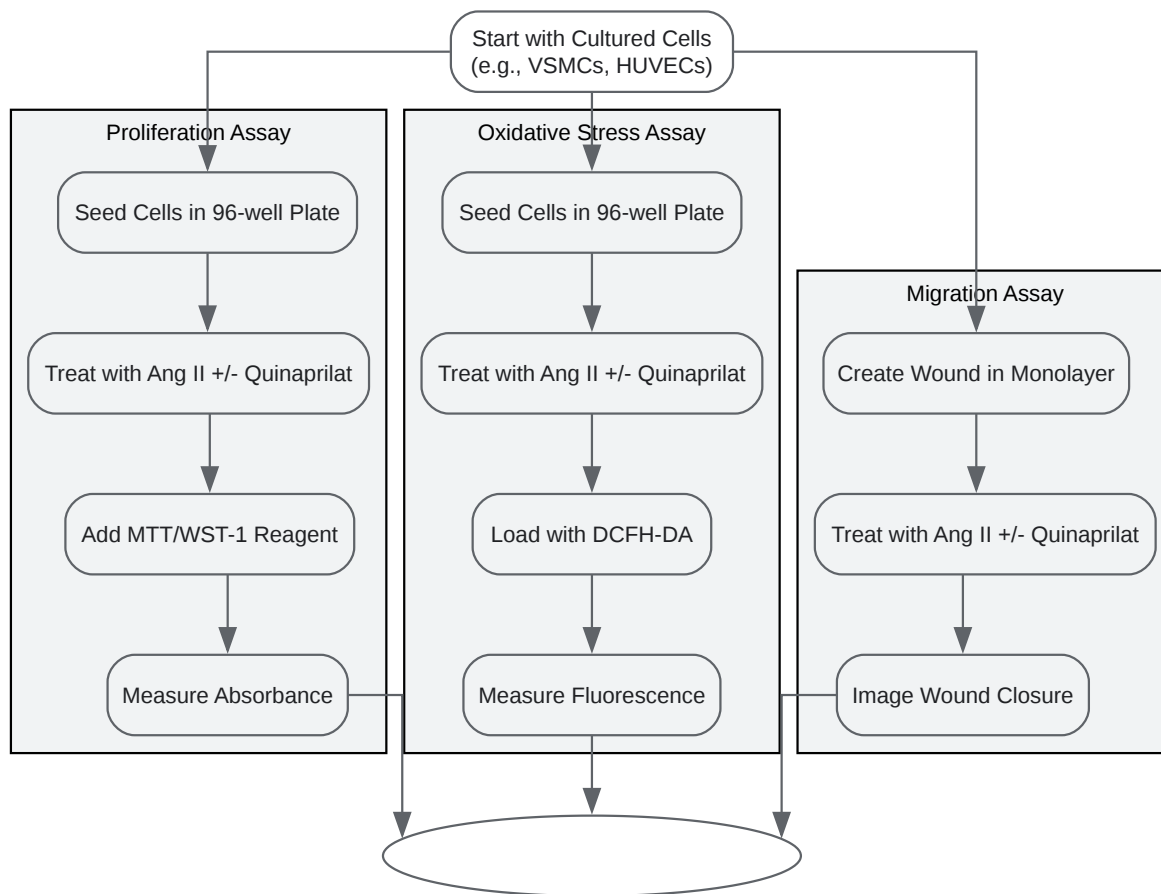 Start with Cultured Cells
(e.g., VSMCs, HUVECs)
Proliferation Assay
Seed Cells in 96-well Plate
Treat with Ang II +/- Quinaprilat
Add MTT/WST-1 Reagent
Measure Absorbance
Oxidative Stress Assay
Seed Cells in 96-well Plate
Treat with Ang II +/- Quinaprilat
Load with DCFH-DA
Measure Fluorescence
Migration Assay
Create Wound in Monolayer
Treat with Ang II +/- Quinaprilat
Image Wound Closure